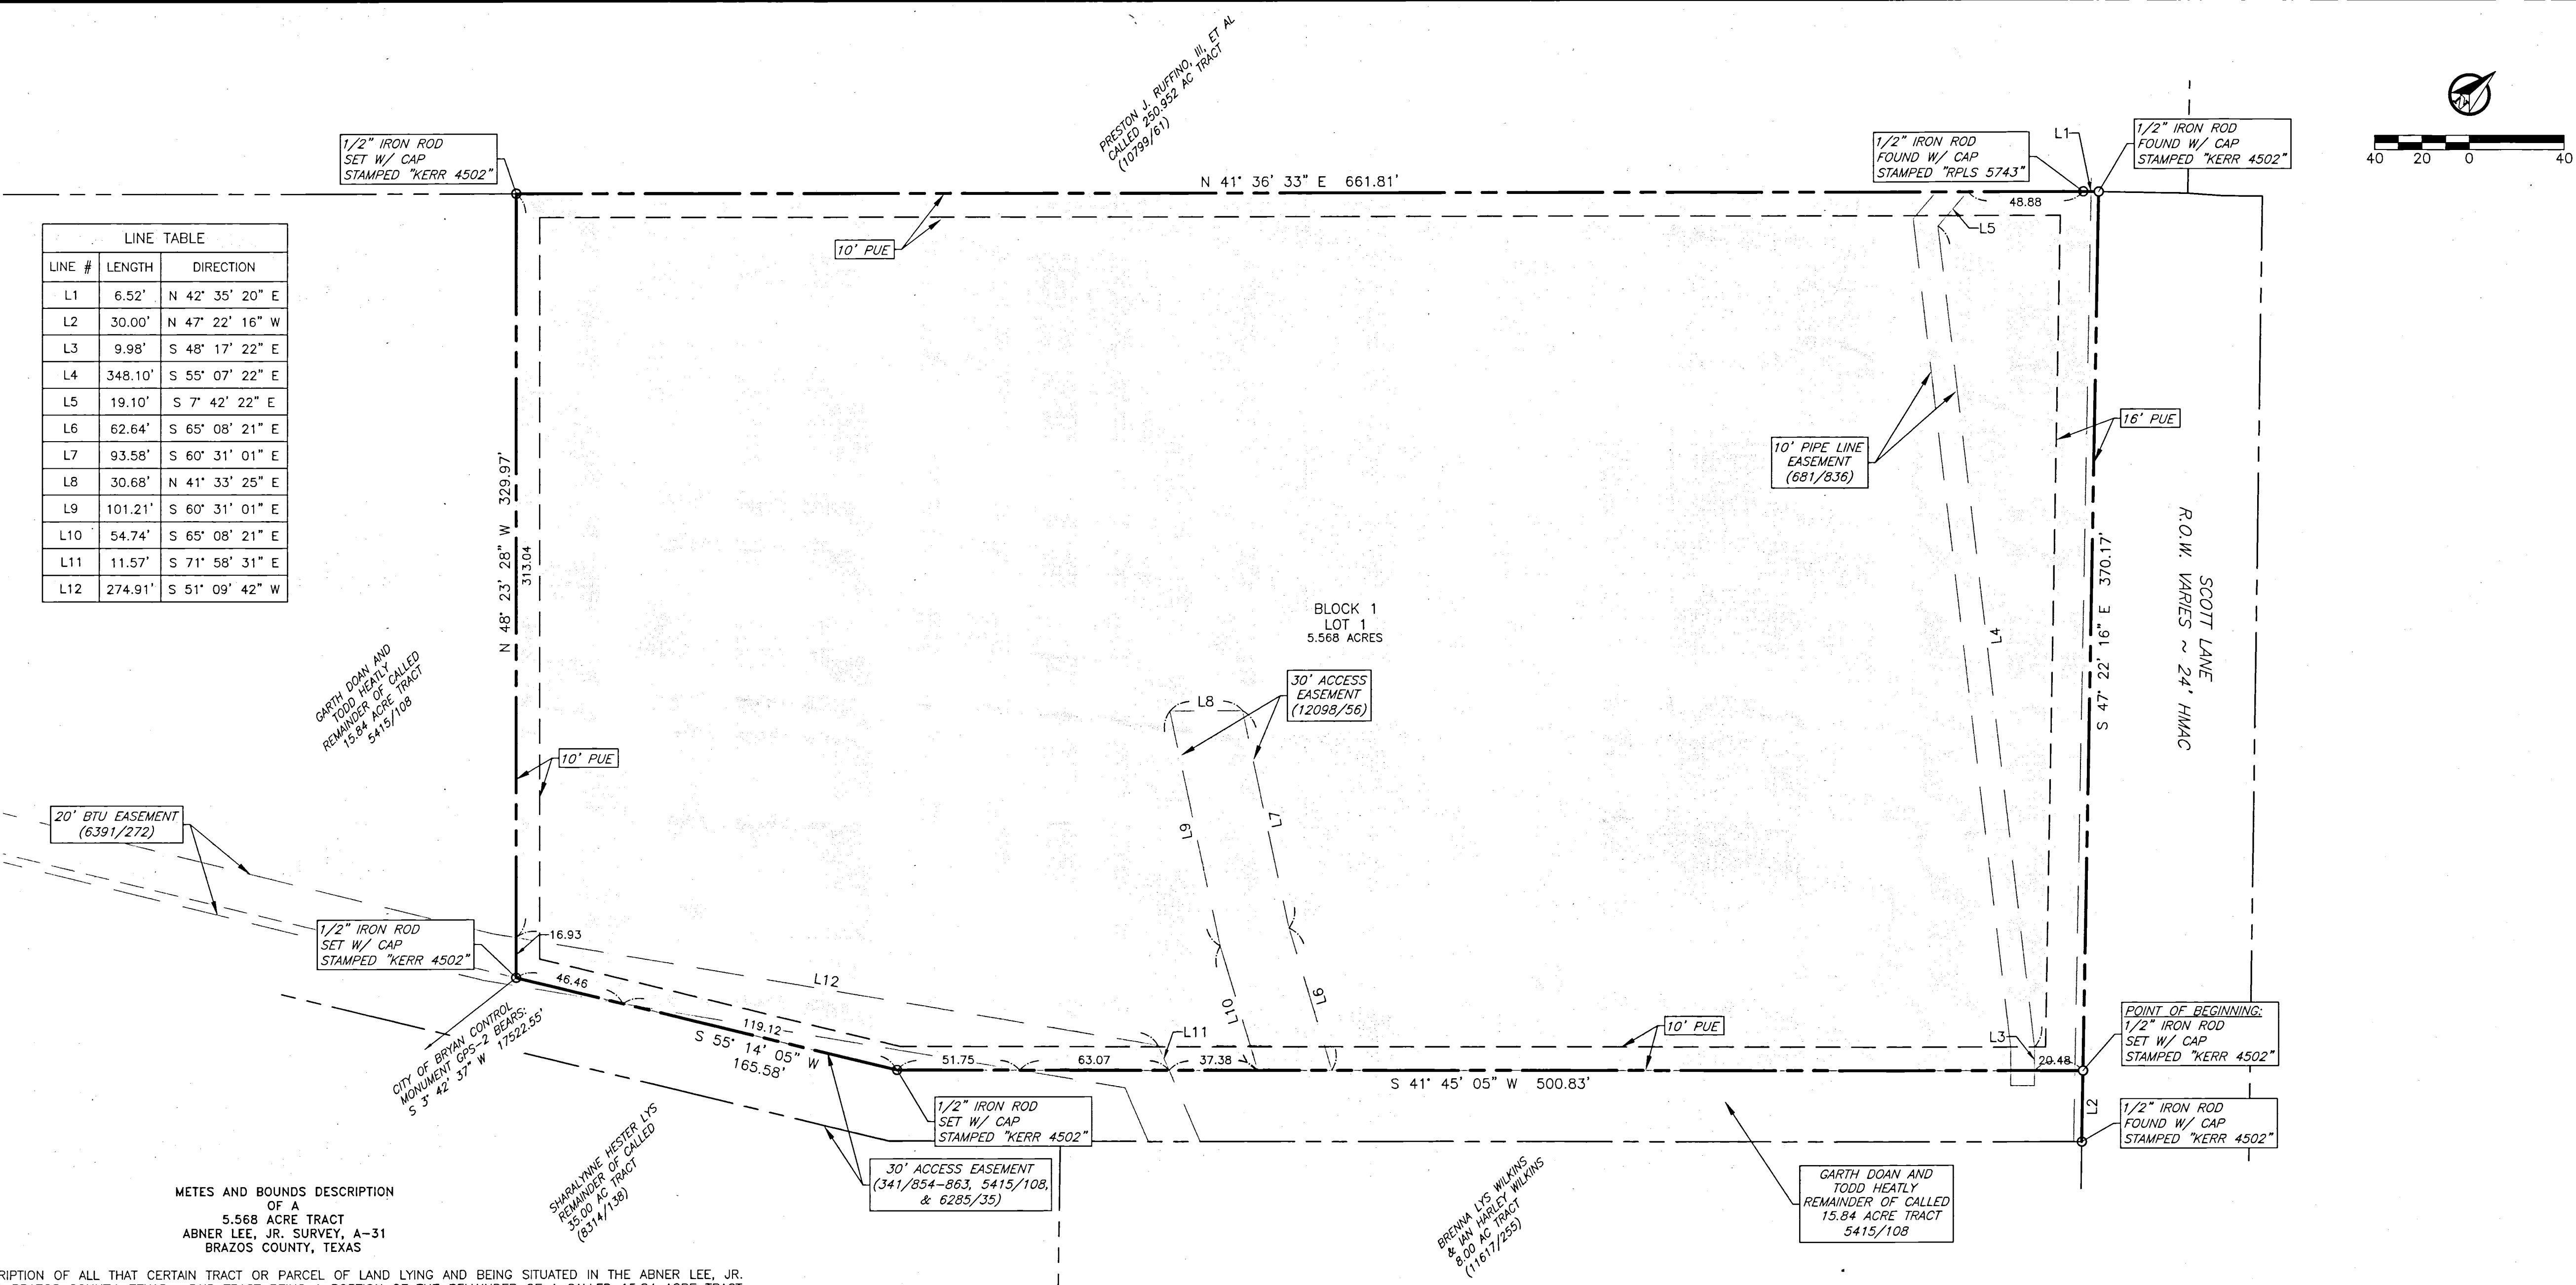 PRESTON J. RUFFINO, III, ET AL
CALLED 250.952 AC TRACT
(10799/61)
1/2" IRON ROD
SET W/ CAP
STAMPED "KERR 4502"
N 41° 36' 33" E 661.81'
1/2" IRON ROD
FOUND W/ CAP
STAMPED "RPLS 5743"
L1
1/2" IRON ROD
FOUND W/ CAP
STAMPED "KERR 4502"
40 20 0 40
48.88
L5
10' PUE
LINE TABLE
LINE # LENGTH DIRECTION
L1 6.52' N 42° 35' 20" E
L2 30.00' N 47° 22' 16" W
L3 9.98' S 48° 17' 22" E
L4 348.10' S 55° 07' 22" E
L5 19.10' S 7° 42' 22" E
L6 62.64' S 65° 08' 21" E
L7 93.58' S 60° 31' 01" E
L8 30.68' N 41° 33' 25" E
L9 101.21' S 60° 31' 01" E
L10 54.74' S 65° 08' 21" E
L11 11.57' S 71° 58' 31" E
L12 274.91' S 51° 09' 42" W
N 48° 23' 28" W 329.97'
313.04
16' PUE
10' PIPE LINE
EASEMENT
(681/836)
L4
S 47° 22' 16" E 370.17'
SCOTT LANE
R.O.W. VARIES ~ 24' HMAC
BLOCK 1
LOT 1
5.568 ACRES
GARTH DOAN AND
TODD HEATLY
REMAINDER OF CALLED
15.84 ACRE TRACT
5415/108
30' ACCESS
EASEMENT
(12098/56)
L8
10' PUE
L9
L7
20' BTU EASEMENT
(6391/272)
1/2" IRON ROD
SET W/ CAP
STAMPED "KERR 4502"
16.93
46.46
L12
L10
L6
119.12
S 55° 14' 05" W
165.58'
L11
51.75
63.07
37.38
10' PUE
L3
20.48
S 41° 45' 05" W 500.83'
POINT OF BEGINNING:
1/2" IRON ROD
SET W/ CAP
STAMPED "KERR 4502"
CITY OF BRYAN CONTROL
MONUMENT GPS-2 BEARS:
S 3° 42' 37" W 17522.55'
1/2" IRON ROD
SET W/ CAP
STAMPED "KERR 4502"
L2
1/2" IRON ROD
FOUND W/ CAP
STAMPED "KERR 4502"
SHARALYNNE HESTER LYS
REMAINDER OF CALLED
35.00 AC TRACT
(8314/138)
30' ACCESS EASEMENT
(341/854-863, 5415/108,
& 6285/35)
BRENNA LYS WILKINS
& IAN HARLEY WILKINS
8.00 AC TRACT
(11617/255)
GARTH DOAN AND
TODD HEATLY
REMAINDER OF CALLED
15.84 ACRE TRACT
5415/108
METES AND BOUNDS DESCRIPTION
OF A
5.568 ACRE TRACT
ABNER LEE, JR. SURVEY, A-31
BRAZOS COUNTY, TEXAS
RIPTION OF ALL THAT CERTAIN TRACT OR PARCEL OF LAND LYING AND BEING SITUATED IN THE ABNER LEE, JR.